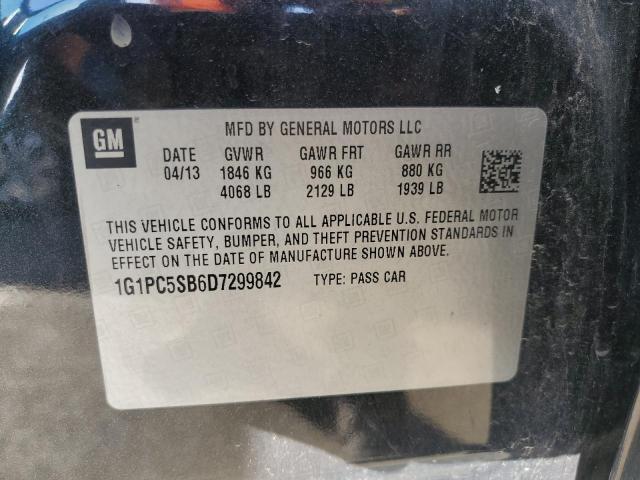 GM
MFD BY GENERAL MOTORS LLC
DATE GVWR GAWR FRT GAWR RR
04/13 1846 KG 966 KG 880 KG
4068 LB 2129 LB 1939 LB
THIS VEHICLE CONFORMS TO ALL APPLICABLE U.S. FEDERAL MOTOR
VEHICLE SAFETY, BUMPER, AND THEFT PREVENTION STANDARDS IN
EFFECT ON THE DATE OF MANUFACTURE SHOWN ABOVE.
1G1PC5SB6D7299842 TYPE: PASS CAR